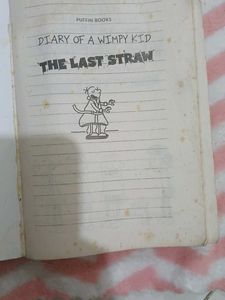 PUFFIN BOOKS
DIARY OF A WIMPY KID
THE LAST STRAW